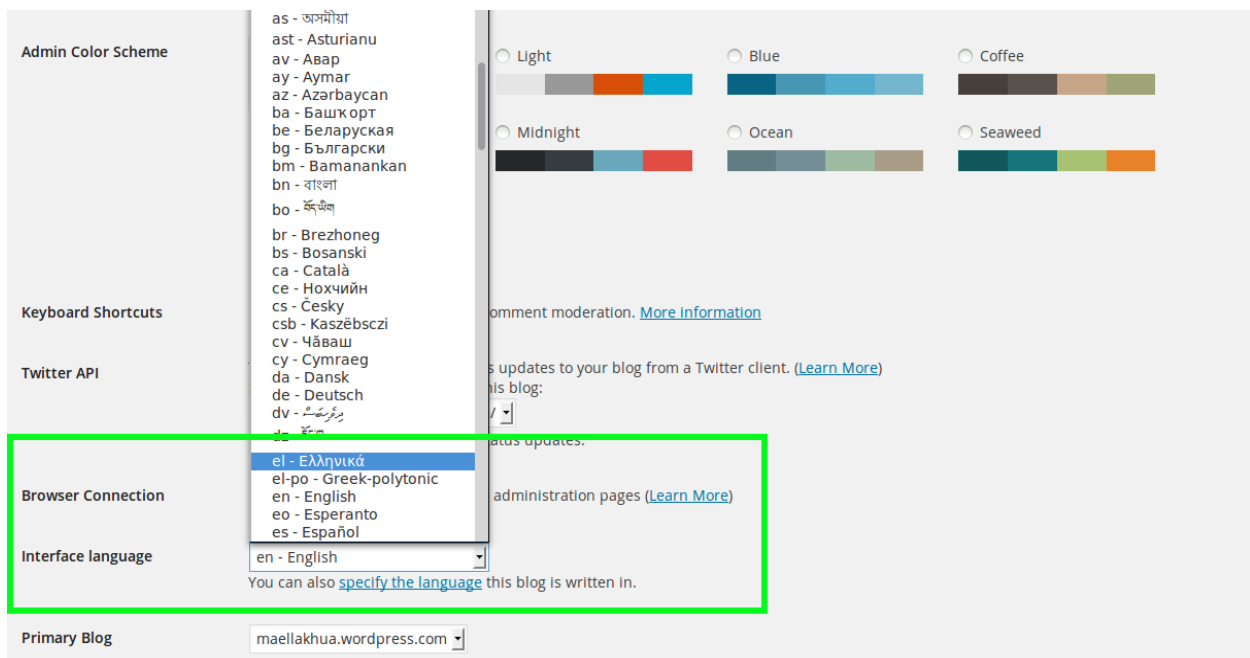 as - অসমীয়া
ast - Asturianu
av - Авар
ay - Aymar
az - Azərbaycan
ba - Башҡорт
be - Беларуская
bg - Български
bm - Bamanankan
bn - বাংলা
bo - བོད་ཡིག
br - Brezhoneg
bs - Bosanski
ca - Català
ce - Нохчийн
cs - Česky
csb - Kaszëbsczi
cv - Чӑваш
cy - Cymraeg
da - Dansk
de - Deutsch
dv - ދިވެހިބަސް
dz -
el - Ελληνικά
el-po - Greek-polytonic
en - English
eo - Esperanto
es - Español
Admin Color Scheme
Light
Blue
Coffee
Midnight
Ocean
Seaweed
Keyboard Shortcuts
omment moderation. More information
Twitter API
s updates to your blog from a Twitter client. (Learn More)
his blog:
/
atus updates.
Browser Connection
administration pages (Learn More)
Interface language
en - English
You can also specify the language this blog is written in.
Primary Blog
maellakhua.wordpress.com